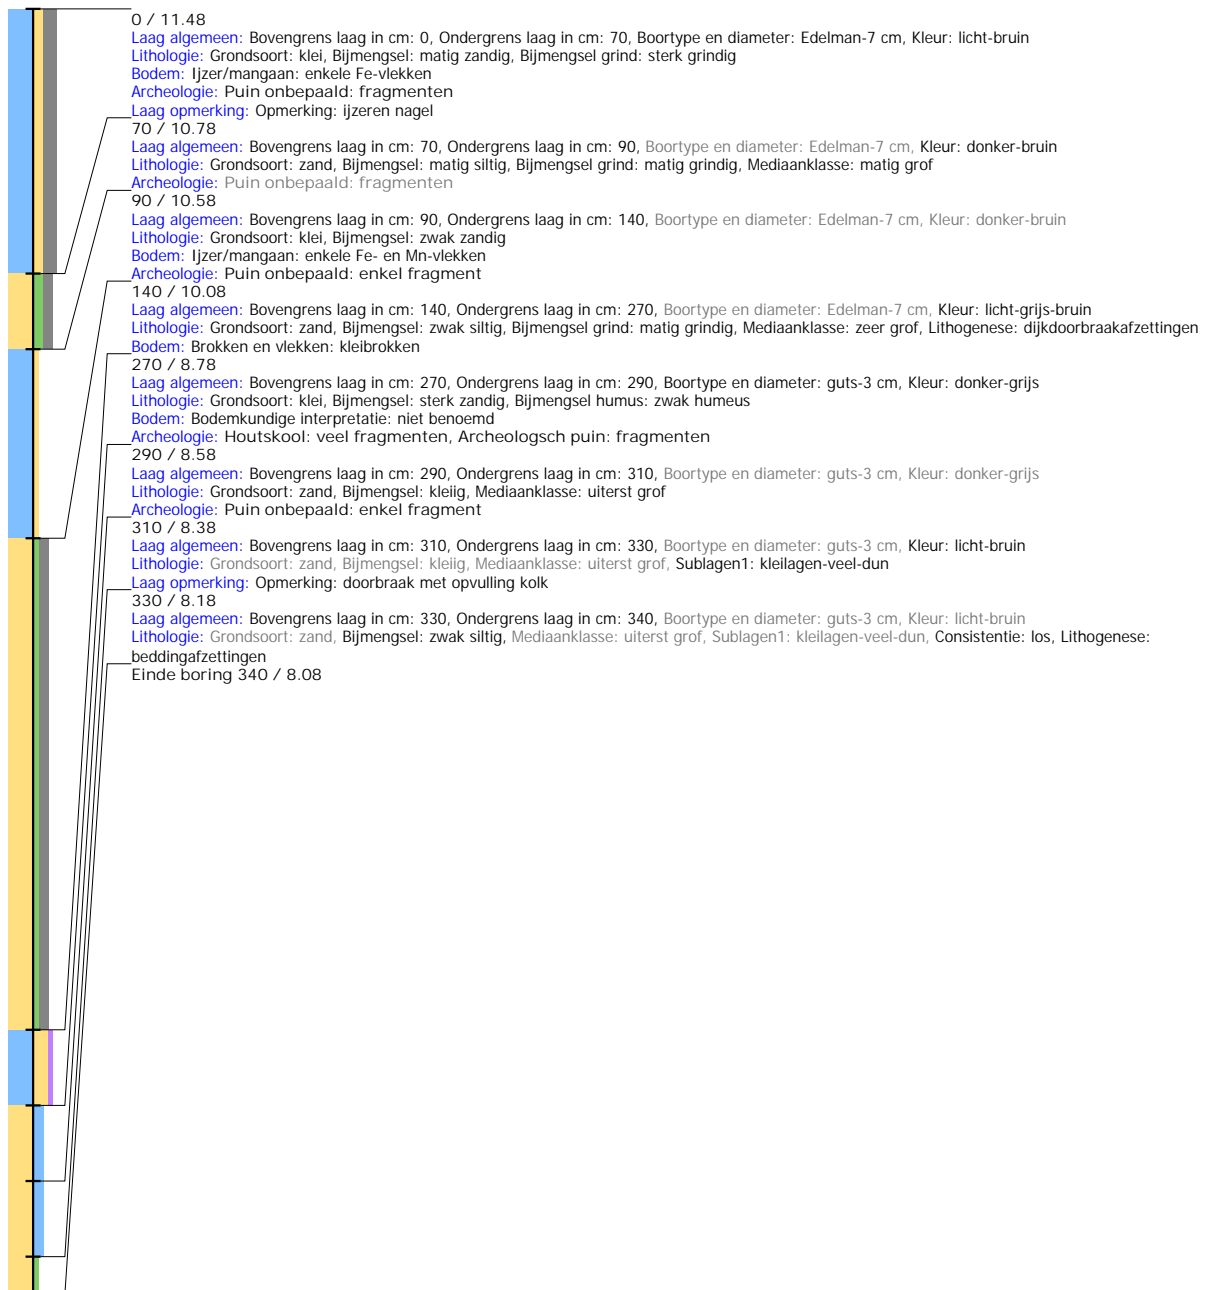 0 / 11.48
Laag algemeen: Bovengrens laag in cm: 0, Ondergrens laag in cm: 70, Boortype en diameter: Edelman-7 cm, Kleur: licht-bruin
Lithologie: Grondsoort: klei, Bijmengsel: matig zandig, Bijmengsel grind: sterk grindig
Bodem: Ijzer/mangaan: enkele Fe-vlekken
Archeologie: Puin onbepaald: fragmenten
Laag opmerking: Opmerking: ijzeren nagel
70 / 10.78
Laag algemeen: Bovengrens laag in cm: 70, Ondergrens laag in cm: 90, Boortype en diameter: Edelman-7 cm, Kleur: donker-bruin
Lithologie: Grondsoort: zand, Bijmengsel: matig siltig, Bijmengsel grind: matig grindig, Mediaanklasse: matig grof
Archeologie: Puin onbepaald: fragmenten
90 / 10.58
Laag algemeen: Bovengrens laag in cm: 90, Ondergrens laag in cm: 140, Boortype en diameter: Edelman-7 cm, Kleur: donker-bruin
Lithologie: Grondsoort: klei, Bijmengsel: zwak zandig
Bodem: Ijzer/mangaan: enkele Fe- en Mn-vlekken
Archeologie: Puin onbepaald: enkel fragment
140 / 10.08
Laag algemeen: Bovengrens laag in cm: 140, Ondergrens laag in cm: 270, Boortype en diameter: Edelman-7 cm, Kleur: licht-grijs-bruin
Lithologie: Grondsoort: zand, Bijmengsel: zwak siltig, Bijmengsel grind: matig grindig, Mediaanklasse: zeer grof, Lithogenese: dijkdoorbraakafzettingen
Bodem: Brokken en vlekken: kleibrokken
270 / 8.78
Laag algemeen: Bovengrens laag in cm: 270, Ondergrens laag in cm: 290, Boortype en diameter: guts-3 cm, Kleur: donker-grijs
Lithologie: Grondsoort: klei, Bijmengsel: sterk zandig, Bijmengsel humus: zwak humeus
Bodem: Bodemkundige interpretatie: niet benoemd
Archeologie: Houtskool: veel fragmenten, Archeologsch puin: fragmenten
290 / 8.58
Laag algemeen: Bovengrens laag in cm: 290, Ondergrens laag in cm: 310, Boortype en diameter: guts-3 cm, Kleur: donker-grijs
Lithologie: Grondsoort: zand, Bijmengsel: kleiig, Mediaanklasse: uiterst grof
Archeologie: Puin onbepaald: enkel fragment
310 / 8.38
Laag algemeen: Bovengrens laag in cm: 310, Ondergrens laag in cm: 330, Boortype en diameter: guts-3 cm, Kleur: licht-bruin
Lithologie: Grondsoort: zand, Bijmengsel: kleiig, Mediaanklasse: uiterst grof, Sublagen1: kleilagen-veel-dun
Laag opmerking: Opmerking: doorbraak met opvulling kolk
330 / 8.18
Laag algemeen: Bovengrens laag in cm: 330, Ondergrens laag in cm: 340, Boortype en diameter: guts-3 cm, Kleur: licht-bruin
Lithologie: Grondsoort: zand, Bijmengsel: zwak siltig, Mediaanklasse: uiterst grof, Sublagen1: kleilagen-veel-dun, Consistentie: los, Lithogenese:
beddingafzettingen
Einde boring 340 / 8.08